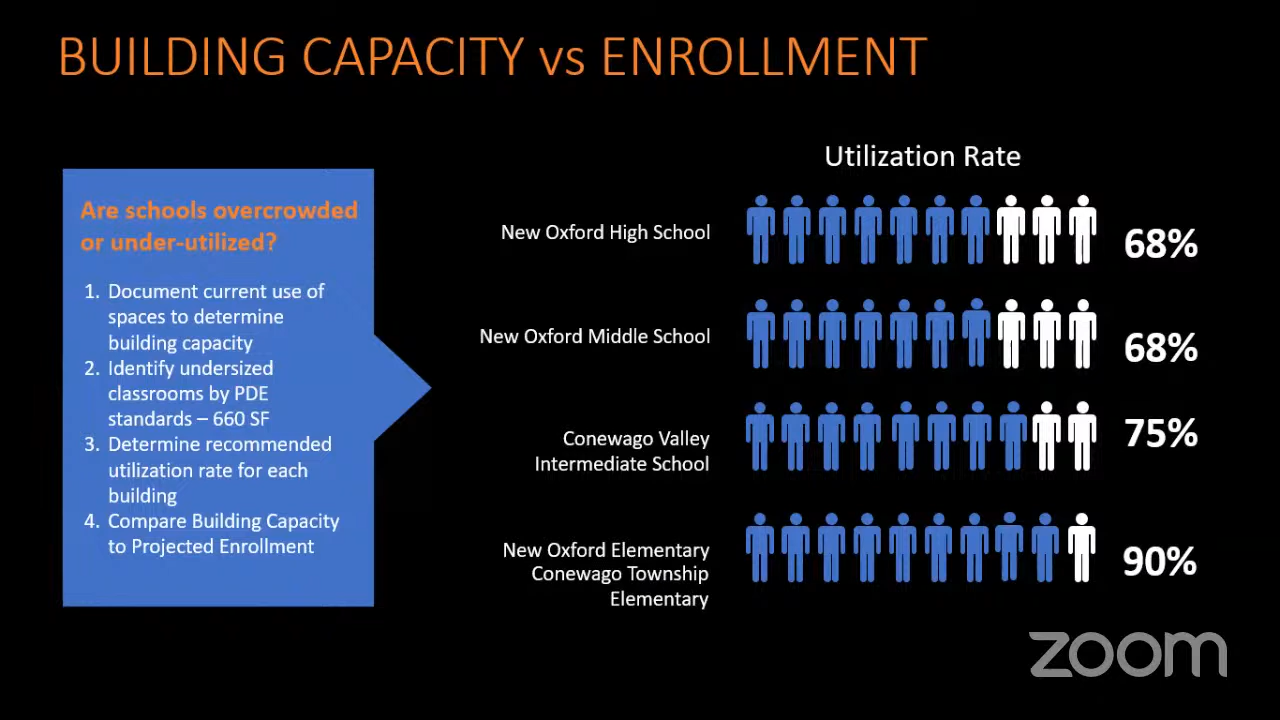 BUILDING CAPACITY vs ENROLLMENT
Are schools overcrowded
or under-utilized?
1. Document current use of
spaces to determine
building capacity
2. Identify undersized
classrooms by PDE
standards – 660 SF
3. Determine recommended
utilization rate for each
building
4. Compare Building Capacity
to Projected Enrollment
Utilization Rate
New Oxford High School
68%
New Oxford Middle School
68%
Conewago Valley
Intermediate School
75%
New Oxford Elementary
Conewago Township
Elementary
90%
zoom